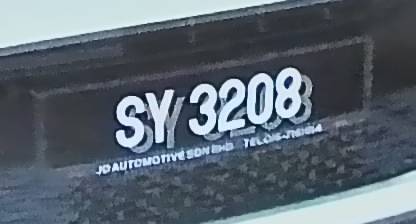 SY 3208
JD AUTOMOTIVE SDN BHD